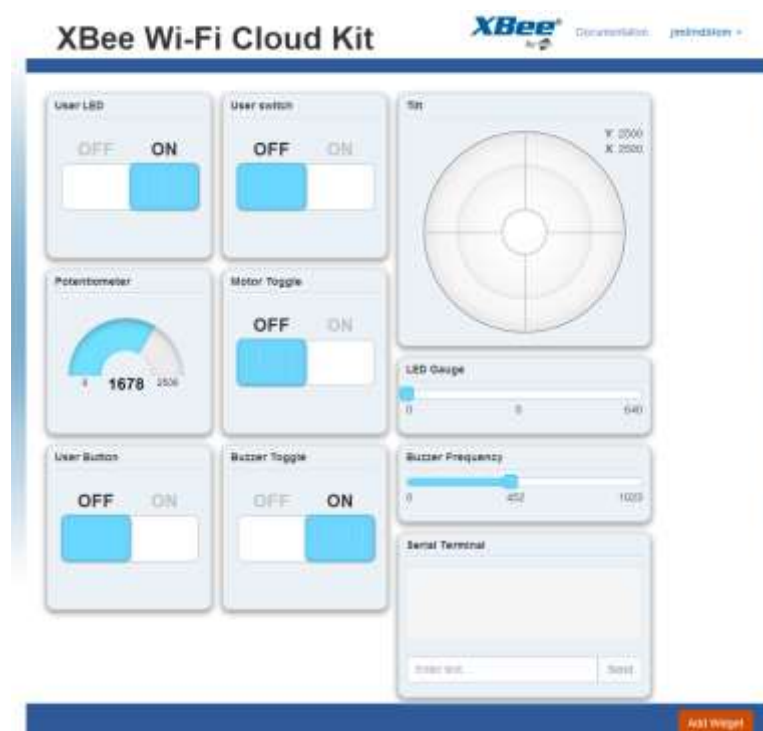 XBee Wi-Fi Cloud Kit
XBee®
by
Documentation
User LED
OFF ON
User switch
OFF ON
Tilt
Y 2500
X 2500
Potentiometer
0 1678
Motor Toggle
OFF ON
LED Gauge
0 0 640
User Button
OFF ON
Buzzer Toggle
OFF ON
Buzzer Frequency
0 452 1023
Serial Terminal
Enter text...
Send
Add Widget